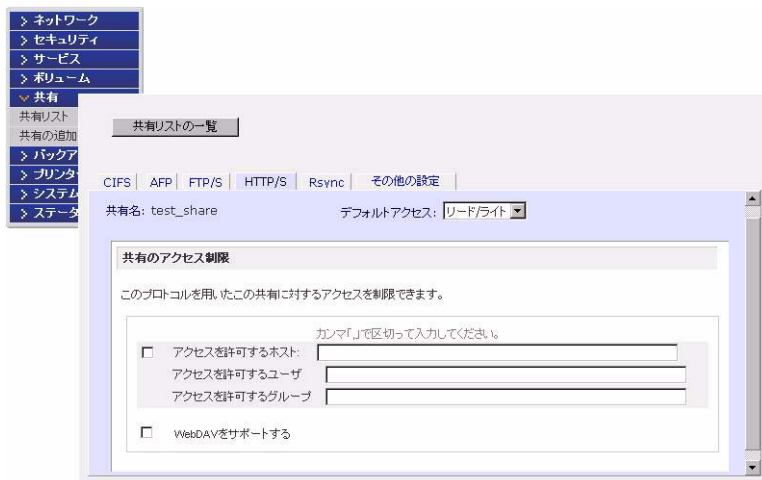 > ネットワーク
> セキュリティ
> サービス
> ボリューム
共有
共有リスト
共有の追加
> バックア
> プリンタ
> システム
> ステータ
共有リストの一覧
CIFS AFP FTP/S HTTP/S Rsync その他の設定
共有名: test_share デフォルトアクセス: リード/ライト
共有のアクセス制限
このプロトコルを用いたこの共有に対するアクセスを制限できます。
カンマ「,」で区切って入力してください。
アクセスを許可するホスト:
アクセスを許可するユーザ
アクセスを許可するグループ
WebDAVをサポートする